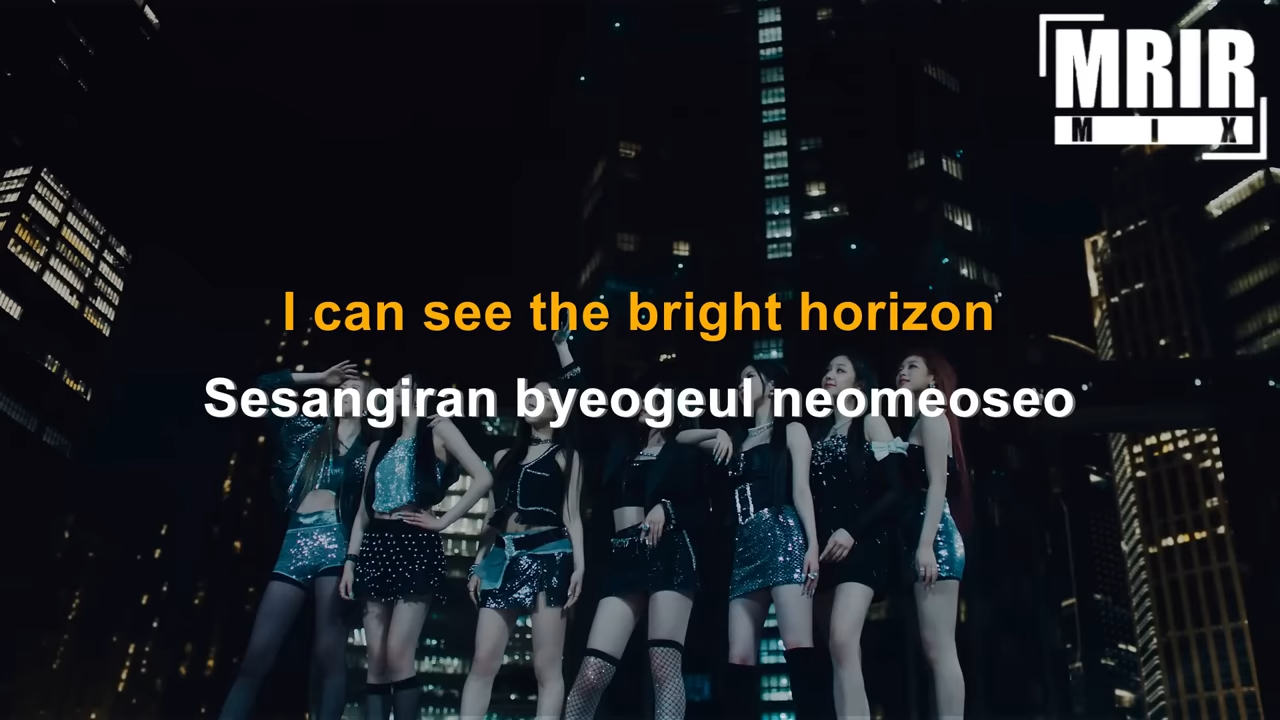 MRIR
MIX
I can see the bright horizon
Sesangiran byeogeul neomeoseo